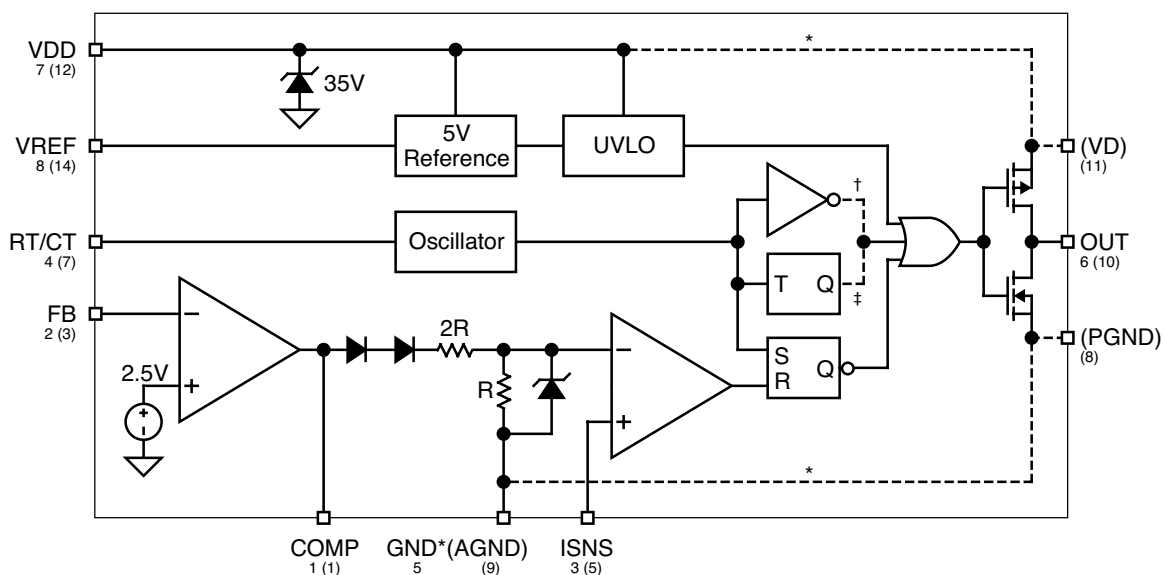 VDD
7 (12)
*
35V
VREF
8 (14)
5V
Reference
UVLO
(VD)
(11)
†
RT/CT
4 (7)
Oscillator
OUT
6 (10)
T Q
‡
FB
2 (3)
2R
S
R
Q
(PGND)
(8)
2.5V
−
+
+
-
R
−
+
*
COMP
1 (1)
GND*(AGND)
5 (9)
ISNS
3 (5)